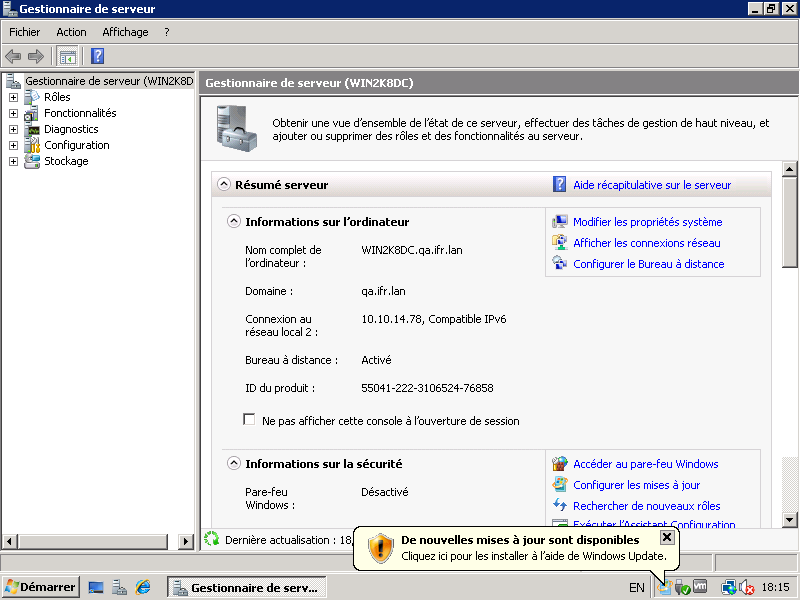 Gestionnaire de serveur
Fichier Action Affichage ?
Gestionnaire de serveur (WIN2K8D
Rôles
Fonctionnalités
Diagnostics
Configuration
Stockage
Gestionnaire de serveur (WIN2K8DC)
Obtenir une vue d'ensemble de l'état de ce serveur, effectuer des tâches de gestion de haut niveau, et
ajouter ou supprimer des rôles et des fonctionnalités au serveur.
Résumé serveur
Aide récapitulative sur le serveur
Informations sur l'ordinateur
Nom complet de
l'ordinateur :
WIN2K8DC.qa.ifr.lan
Domaine :
qa.ifr.lan
Connexion au
réseau local 2 :
10.10.14.78, Compatible IPv6
Bureau à distance :
Activé
ID du produit :
55041-222-3106524-76858
Ne pas afficher cette console à l'ouverture de session
Modifier les propriétés système
Afficher les connexions réseau
Configurer le Bureau à distance
Informations sur la sécurité
Pare-feu
Windows :
Désactivé
Accéder au pare-feu Windows
Configurer les mises à jour
Rechercher de nouveaux rôles
Exécuter l'Assistant Configuration
Dernière actualisation : 18,
De nouvelles mises à jour sont disponibles
Cliquez ici pour les installer à l'aide de Windows Update.
Démarrer
Gestionnaire de serv...
EN
vm
18:15